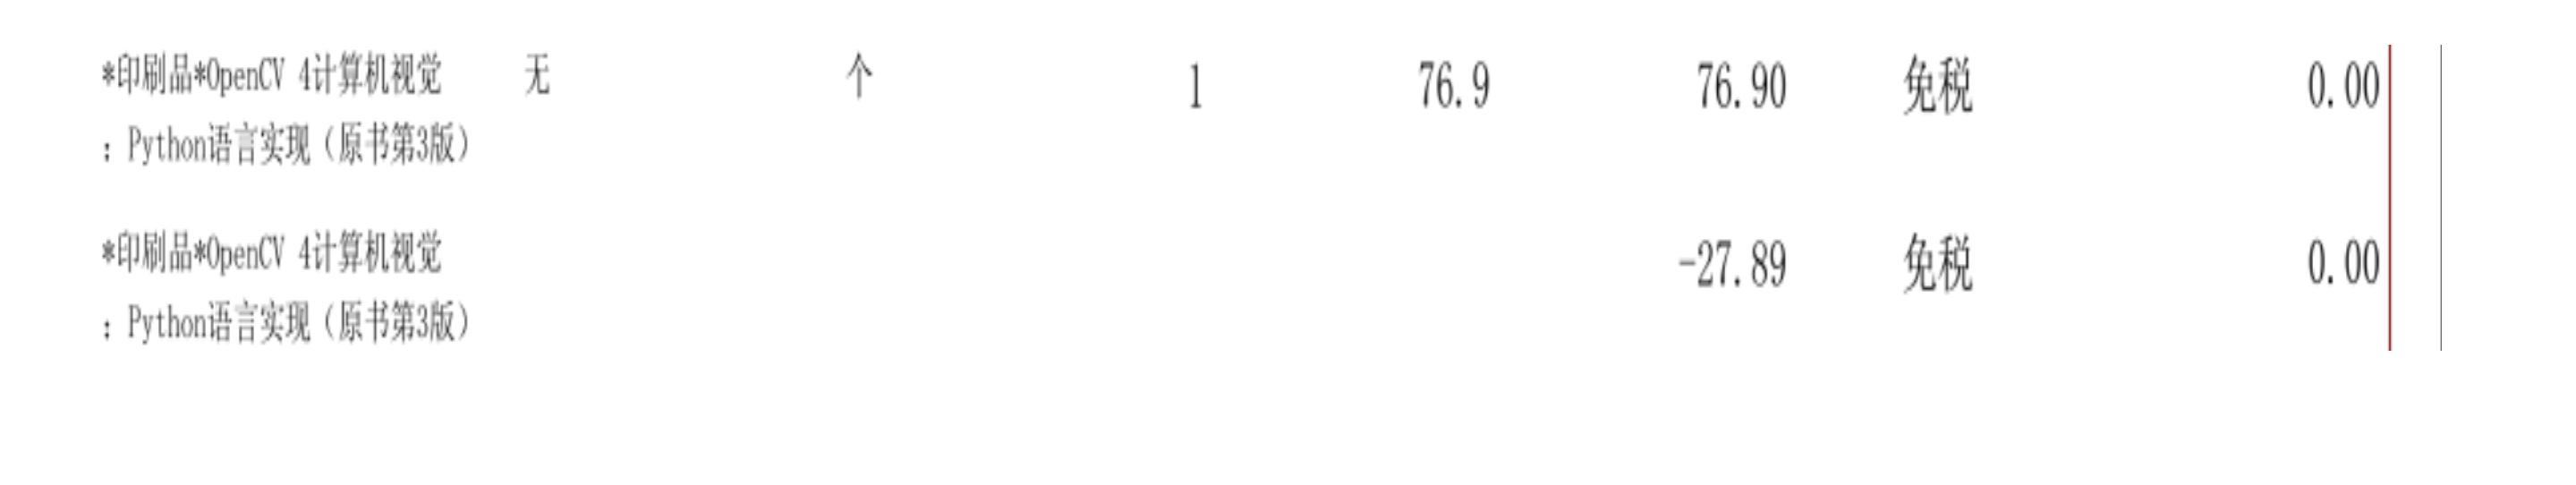 *印刷品*OpenCV 4计算机视觉 无 个 1 76.9 76.90 免税 0.00
：Python语言实现（原书第3版）
*印刷品*OpenCV 4计算机视觉 -27.89 免税 0.00
：Python语言实现（原书第3版）